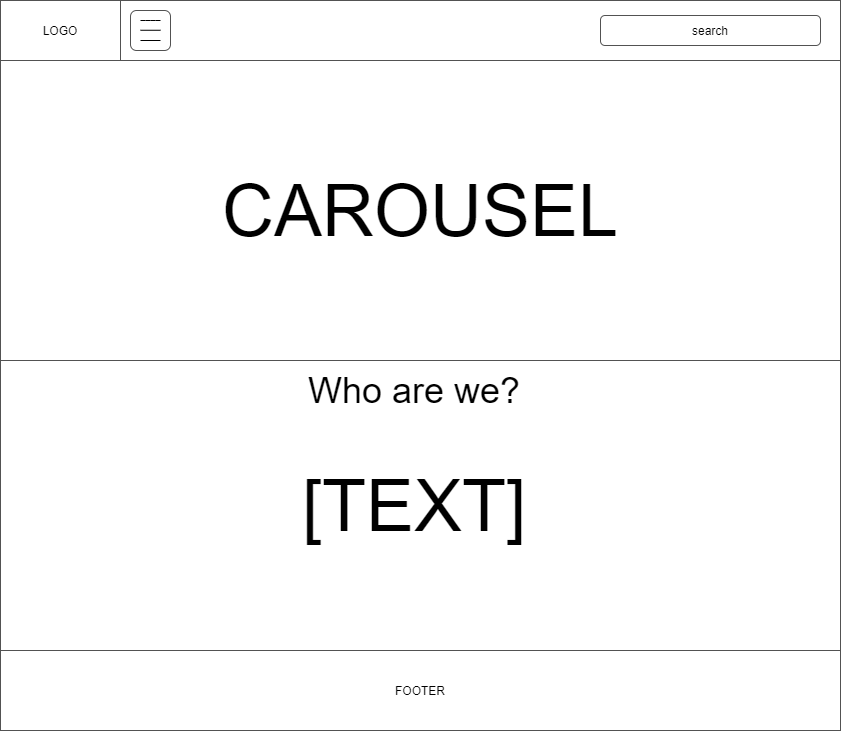 LOGO
search
CAROUSEL
Who are we?
[TEXT]
FOOTER